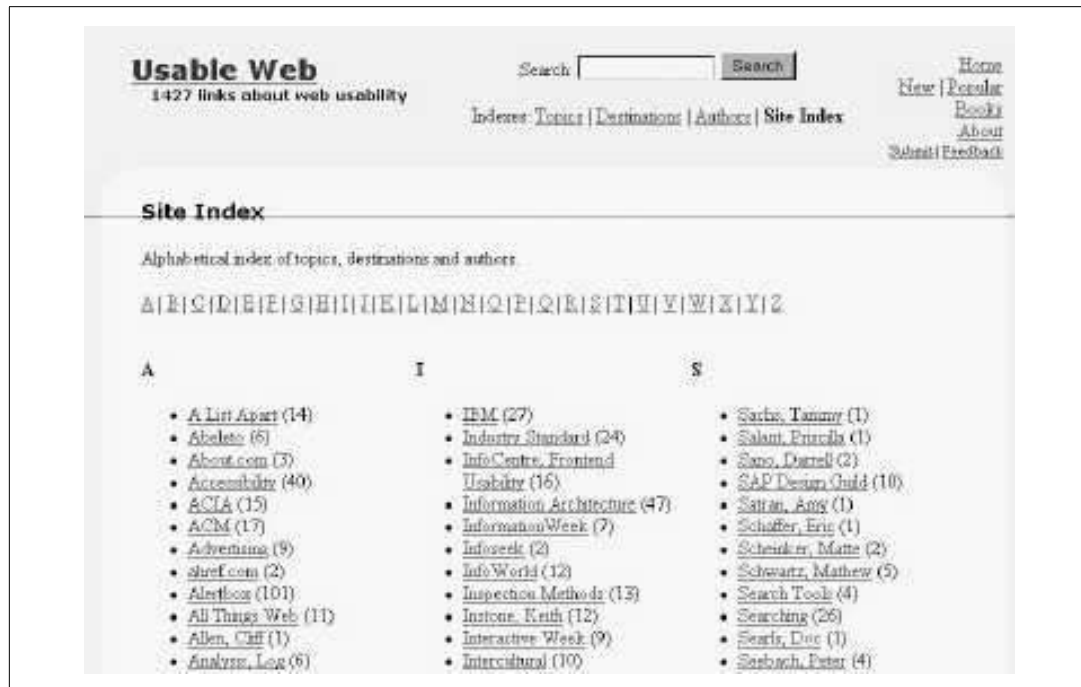 Usable Web
1427 links about web usability
Search: Search
Indexes: Topics | Destinations | Authors | Site Index
Home
New | Popular
Books
About
Submit | Feedback
Site Index
Alphabetical index of topics, destinations and authors.
A | B | C | D | E | F | G | H | I | J | K | L | M | N | O | P | Q | R | S | T | U | V | W | X | Y | Z
A
• A List Apart (14)
• Abeleto (6)
• About.com (3)
• Accessibility (40)
• ACIA (15)
• ACM (17)
• Advertising (9)
• ahref.com (2)
• Alertbox (101)
• All Things Web (11)
• Allen, Cliff (1)
• Analysis, Log (6)
I
• IBM (27)
• Industry Standard (24)
• InfoCentre, Frontend
Usability (16)
• Information Architecture (47)
• InformationWeek (7)
• Infoseek (2)
• InfoWorld (12)
• Inspection Methods (13)
• Instone, Keith (12)
• Interactive Week (9)
• Intercultural (10)
S
• Sachs, Tammy (1)
• Salant, Priscilla (1)
• Sano, Darrell (2)
• SAP Design Guild (10)
• Satran, Amy (1)
• Schaffer, Eric (1)
• Scheinker, Matte (2)
• Schwartz, Mathew (5)
• Search Tools (4)
• Searching (26)
• Searls, Doc (1)
• Seebach, Peter (4)